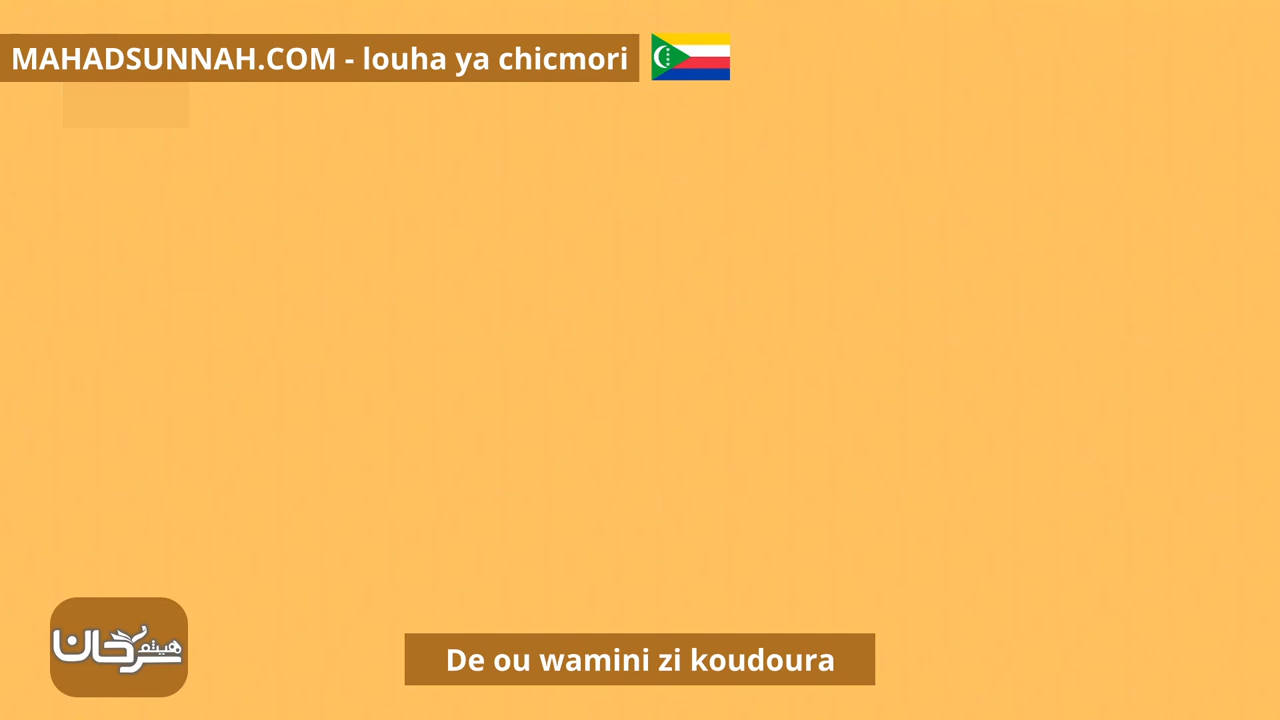 MAHADSUNNAH.COM - louha ya chicmori
هيثم
سرحان
De ou wamini zi koudoura